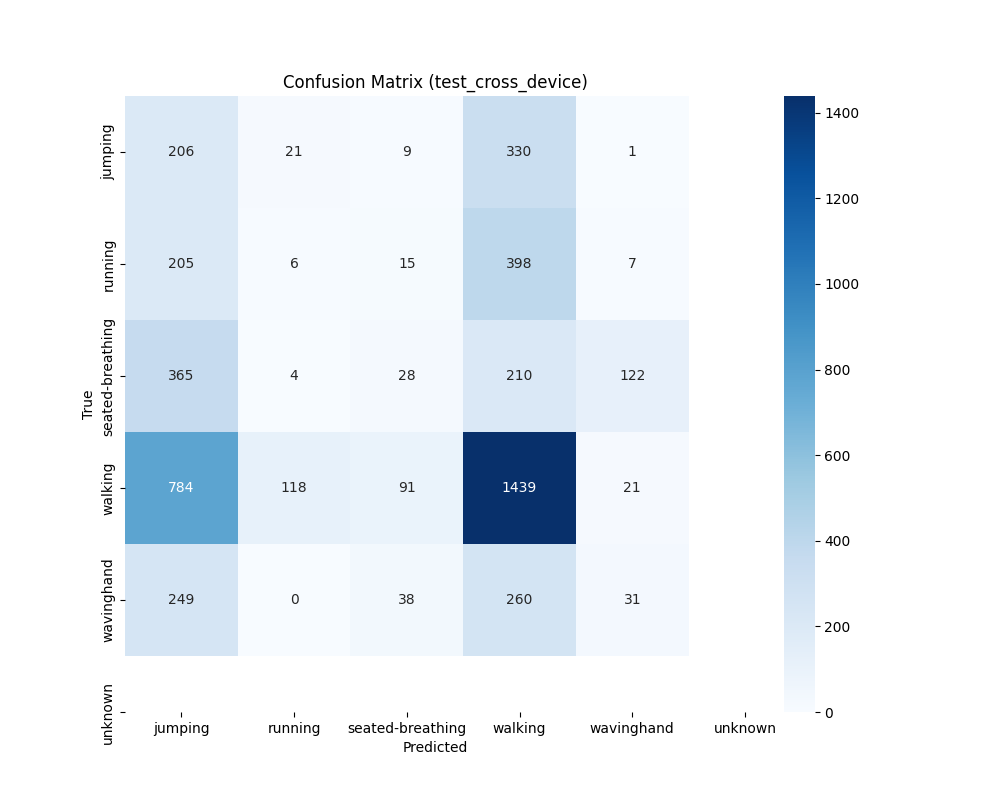 Confusion Matrix (test_cross_device)
True
jumping 206 21 9 330 1
running 205 6 15 398 7
seated-breathing 365 4 28 210 122
walking 784 118 91 1439 21
wavinghand 249 0 38 260 31
unknown
jumping running seated-breathing walking wavinghand unknown
Predicted
1400
1200
1000
800
600
400
200
0